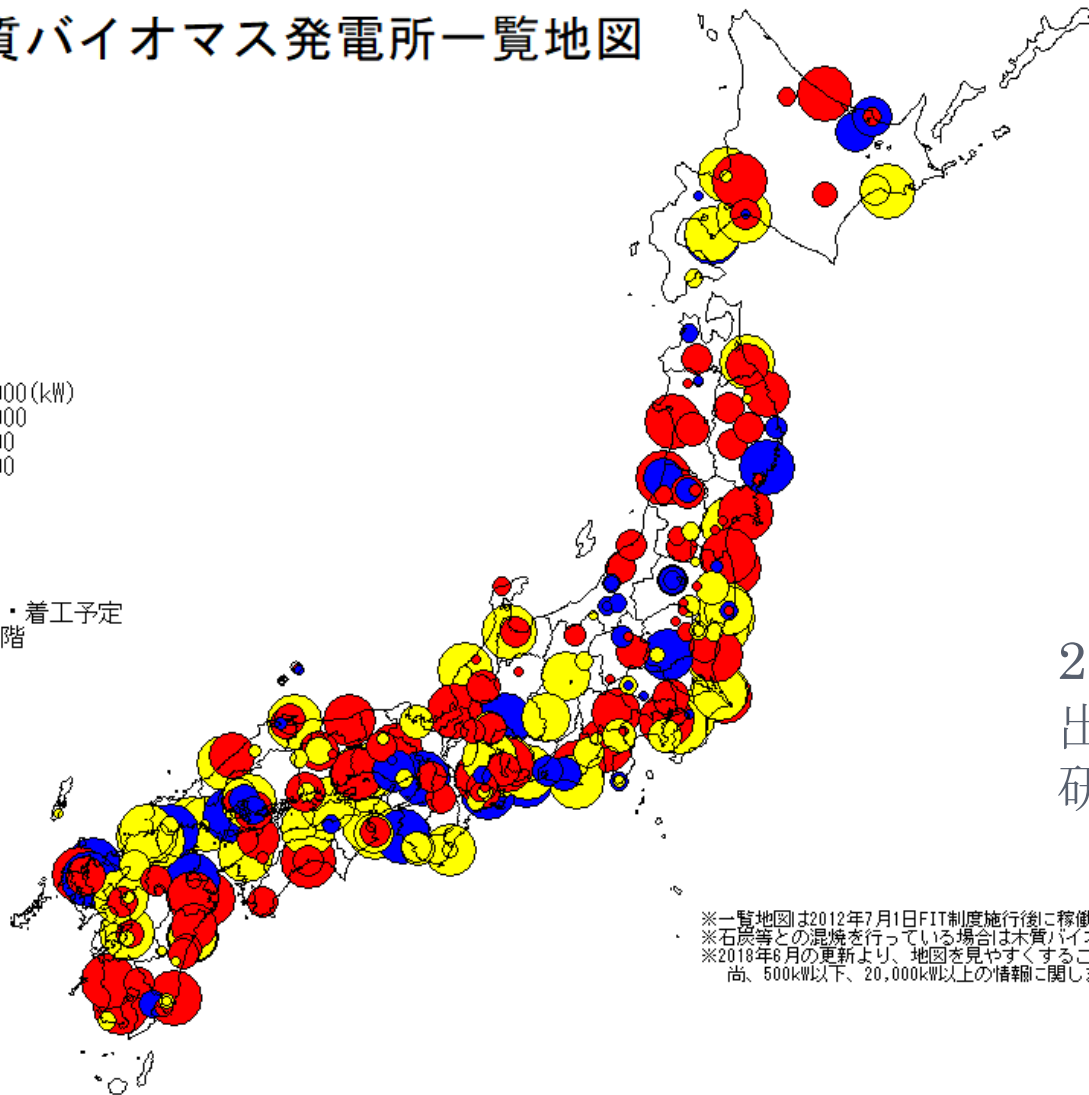 質バイオマス発電所一覧地図
000(kW)
000
00
00
・着工予定
階
2
出
研
※一覧地図は2012年7月1日FIT制度施行後に稼働
※石炭等との混焼を行っている場合は木質バイオ
※2018年6月の更新より、地図を見やすくするこ
尚、500kW以下、20,000kW以上の情報に関しま